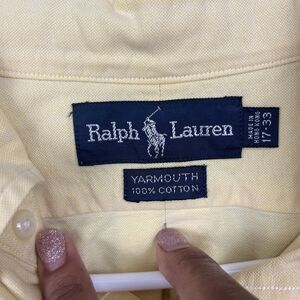 Ralph Lauren
MADE IN
HONG KONG
17-33
YARMOUTH
100% COTTON